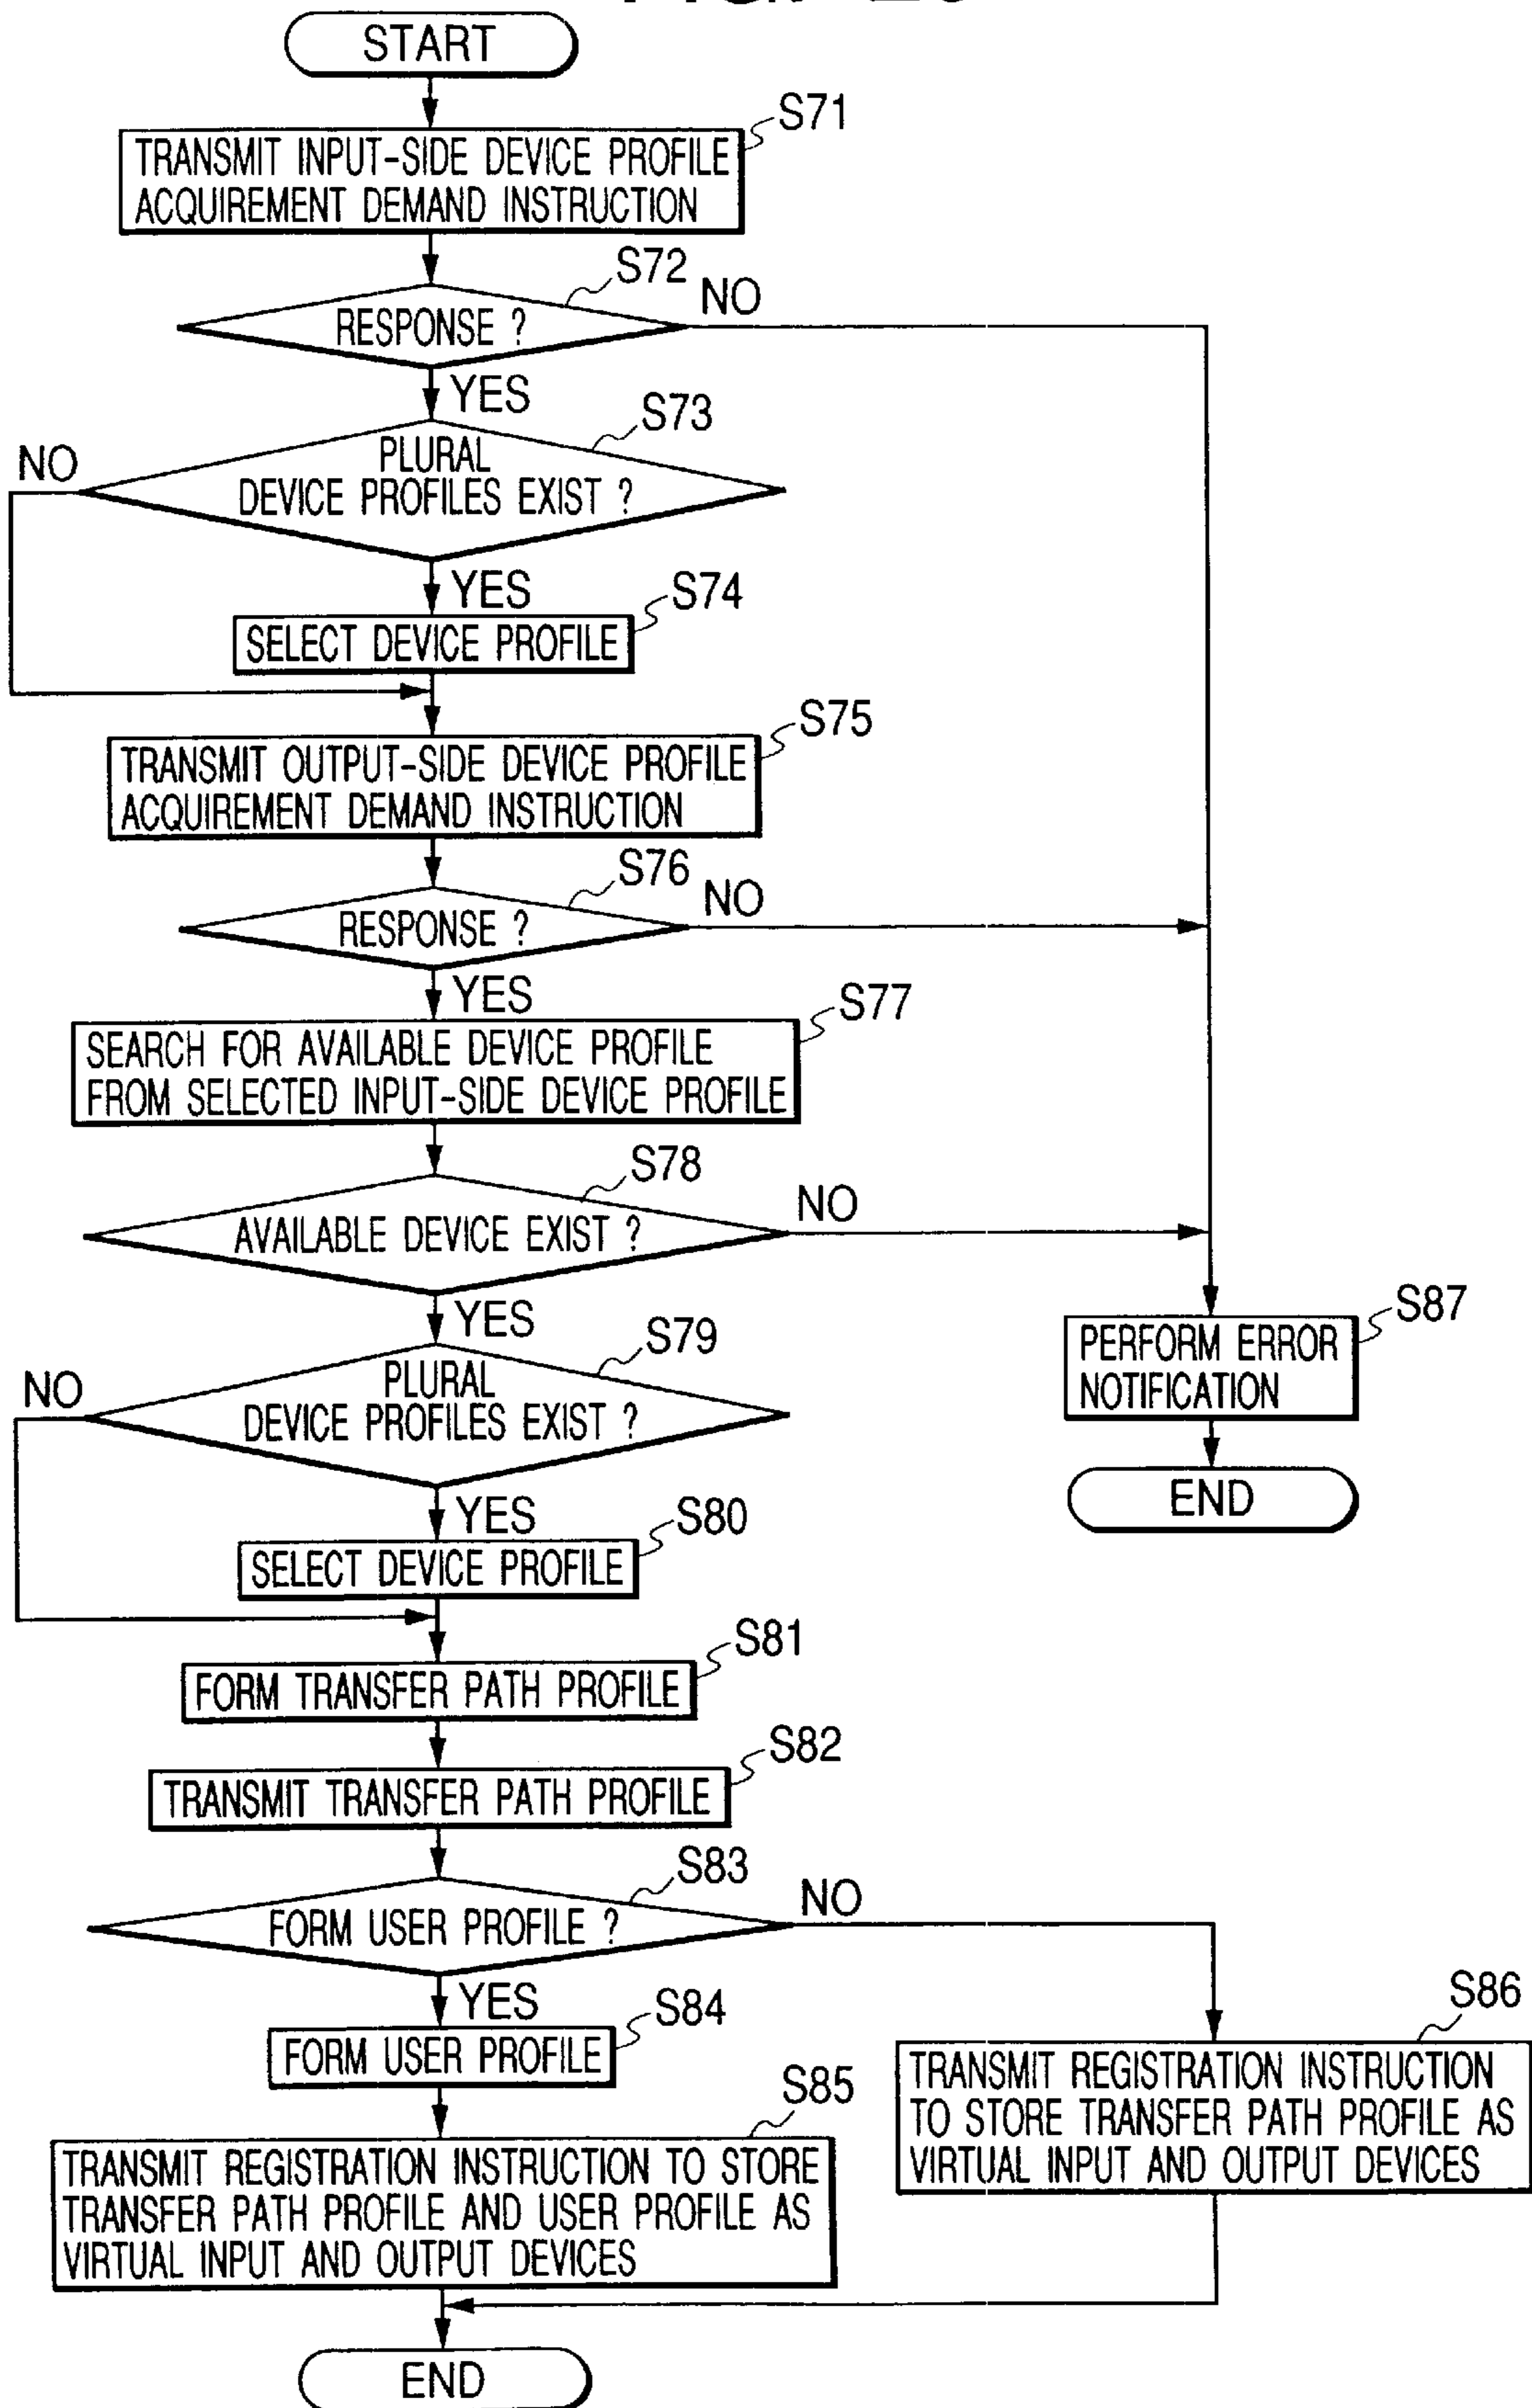 START
S71
TRANSMIT INPUT-SIDE DEVICE PROFILE
ACQUIREMENT DEMAND INSTRUCTION
S72
RESPONSE ?
NO
YES
S73
PLURAL
DEVICE PROFILES EXIST ?
NO
YES
S74
SELECT DEVICE PROFILE
S75
TRANSMIT OUTPUT-SIDE DEVICE PROFILE
ACQUIREMENT DEMAND INSTRUCTION
S76
RESPONSE ?
NO
YES
S77
SEARCH FOR AVAILABLE DEVICE PROFILE
FROM SELECTED INPUT-SIDE DEVICE PROFILE
S78
AVAILABLE DEVICE EXIST ?
NO
YES
S79
PLURAL
DEVICE PROFILES EXIST ?
NO
YES
S80
SELECT DEVICE PROFILE
S87
PERFORM ERROR
NOTIFICATION
END
S81
FORM TRANSFER PATH PROFILE
S82
TRANSMIT TRANSFER PATH PROFILE
S83
FORM USER PROFILE ?
NO
YES
S84
FORM USER PROFILE
S85
TRANSMIT REGISTRATION INSTRUCTION TO STORE
TRANSFER PATH PROFILE AND USER PROFILE AS
VIRTUAL INPUT AND OUTPUT DEVICES
S86
TRANSMIT REGISTRATION INSTRUCTION
TO STORE TRANSFER PATH PROFILE AS
VIRTUAL INPUT AND OUTPUT DEVICES
END